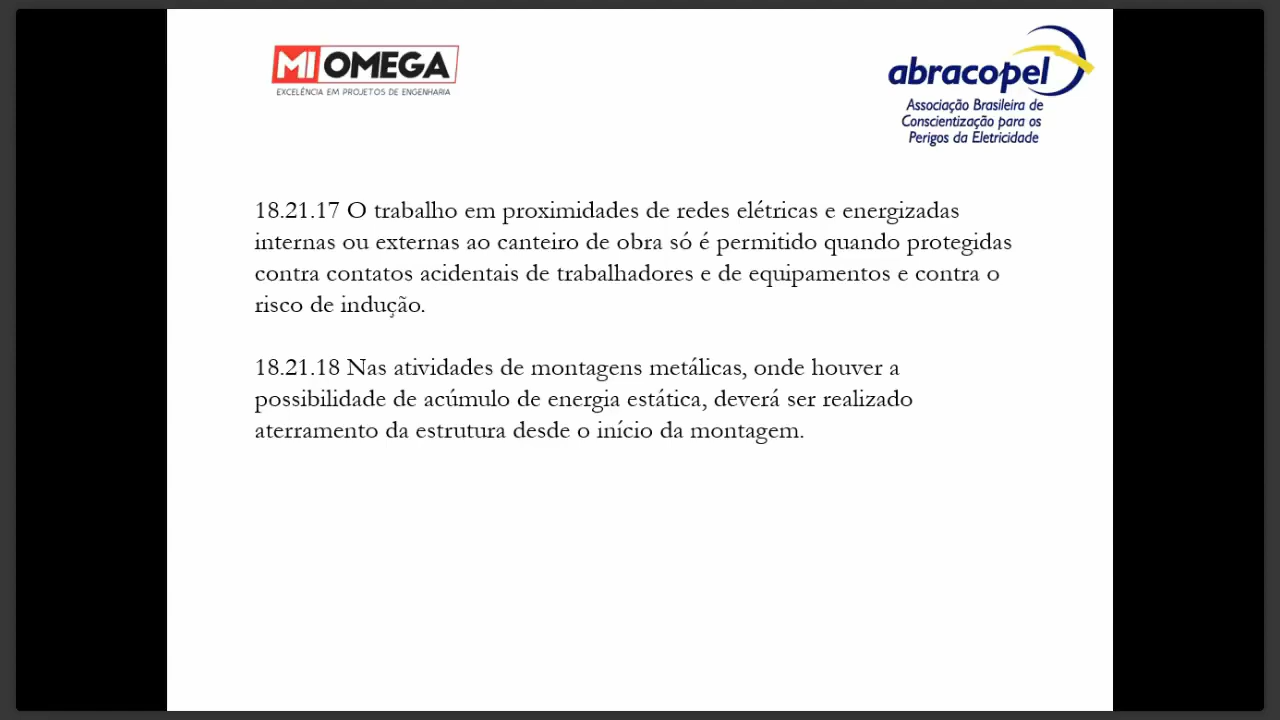 MI OMEGA
EXCELÊNCIA EM PROJETOS DE ENGENHARIA
abracopel
Associação Brasileira de
Conscientização para os
Perigos da Eletricidade
18.21.17 O trabalho em proximidades de redes elétricas e energizadas
internas ou externas ao canteiro de obra só é permitido quando protegidas
contra contatos acidentais de trabalhadores e de equipamentos e contra o
risco de indução.
18.21.18 Nas atividades de montagens metálicas, onde houver a
possibilidade de acúmulo de energia estática, deverá ser realizado
aterramento da estrutura desde o início da montagem.